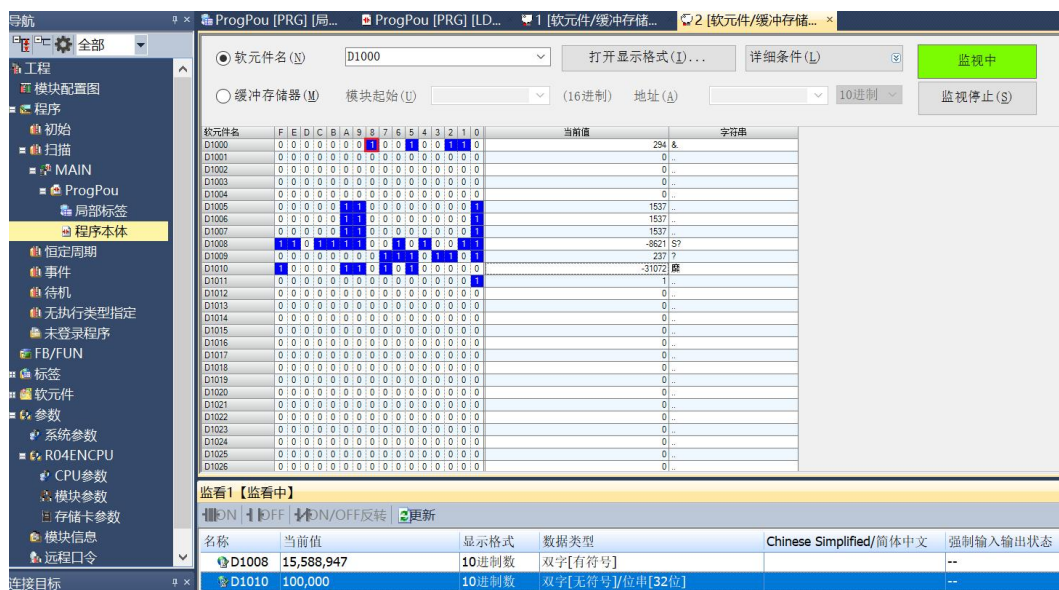 导航
ProgPou [PRG] [局...
ProgPou [PRG] [LD...
1 [软元件/缓冲存储...
2 [软元件/缓冲存储...
全部
工程
模块配置图
程序
初始
扫描
MAIN
ProgPou
局部标签
程序本体
恒定周期
事件
待机
无执行类型指定
未登录程序
FB/FUN
标签
软元件
参数
系统参数
R04ENCPU
CPU参数
模块参数
存储卡参数
模块信息
远程口令
连接目标
软元件名(N) D1000 打开显示格式(I)... 详细条件(L) 监视中
缓冲存储器(M) 模块起始(U) (16进制) 地址(A) 10进制 监视停止(S)
软元件名 F E D C B A 9 8 7 6 5 4 3 2 1 0 当前值 字符串
D1000 0 0 0 0 0 0 0 1 0 0 1 0 0 1 1 0 294 &.
D1001 0 0 0 0 0 0 0 0 0 0 0 0 0 0 0 0 0 ..
D1002 0 0 0 0 0 0 0 0 0 0 0 0 0 0 0 0 0 ..
D1003 0 0 0 0 0 0 0 0 0 0 0 0 0 0 0 0 0 ..
D1004 0 0 0 0 0 0 0 0 0 0 0 0 0 0 0 0 0 ..
D1005 0 0 0 0 0 1 1 0 0 0 0 0 0 0 0 1 1537 ..
D1006 0 0 0 0 0 1 1 0 0 0 0 0 0 0 0 1 1537 ..
D1007 0 0 0 0 0 1 1 0 0 0 0 0 0 0 0 1 1537 ..
D1008 1 1 0 1 1 1 1 0 0 1 0 1 0 0 1 1 -8621 S?
D1009 0 0 0 0 0 0 0 0 1 1 1 0 1 1 0 1 237 ?
D1010 1 0 0 0 0 1 1 0 1 0 1 0 0 0 0 0 -31072
D1011 0 0 0 0 0 0 0 0 0 0 0 0 0 0 0 1 1 ..
D1012 0 0 0 0 0 0 0 0 0 0 0 0 0 0 0 0 0 ..
D1013 0 0 0 0 0 0 0 0 0 0 0 0 0 0 0 0 0 ..
D1014 0 0 0 0 0 0 0 0 0 0 0 0 0 0 0 0 0 ..
D1015 0 0 0 0 0 0 0 0 0 0 0 0 0 0 0 0 0 ..
D1016 0 0 0 0 0 0 0 0 0 0 0 0 0 0 0 0 0 ..
D1017 0 0 0 0 0 0 0 0 0 0 0 0 0 0 0 0 0 ..
D1018 0 0 0 0 0 0 0 0 0 0 0 0 0 0 0 0 0 ..
D1019 0 0 0 0 0 0 0 0 0 0 0 0 0 0 0 0 0 ..
D1020 0 0 0 0 0 0 0 0 0 0 0 0 0 0 0 0 0 ..
D1021 0 0 0 0 0 0 0 0 0 0 0 0 0 0 0 0 0 ..
D1022 0 0 0 0 0 0 0 0 0 0 0 0 0 0 0 0 0 ..
D1023 0 0 0 0 0 0 0 0 0 0 0 0 0 0 0 0 0 ..
D1024 0 0 0 0 0 0 0 0 0 0 0 0 0 0 0 0 0 ..
D1025 0 0 0 0 0 0 0 0 0 0 0 0 0 0 0 0 0 ..
D1026 0 0 0 0 0 0 0 0 0 0 0 0 0 0 0 0 0 ..
监看1【监看中】
ON OFF ON/OFF反转 更新
名称 当前值 显示格式 数据类型 Chinese Simplified/简体中文 强制输入输出状态
D1008 15,588,947 10进制数 双字[有符号] --
D1010 100,000 10进制数 双字[无符号]/位串[32位] --